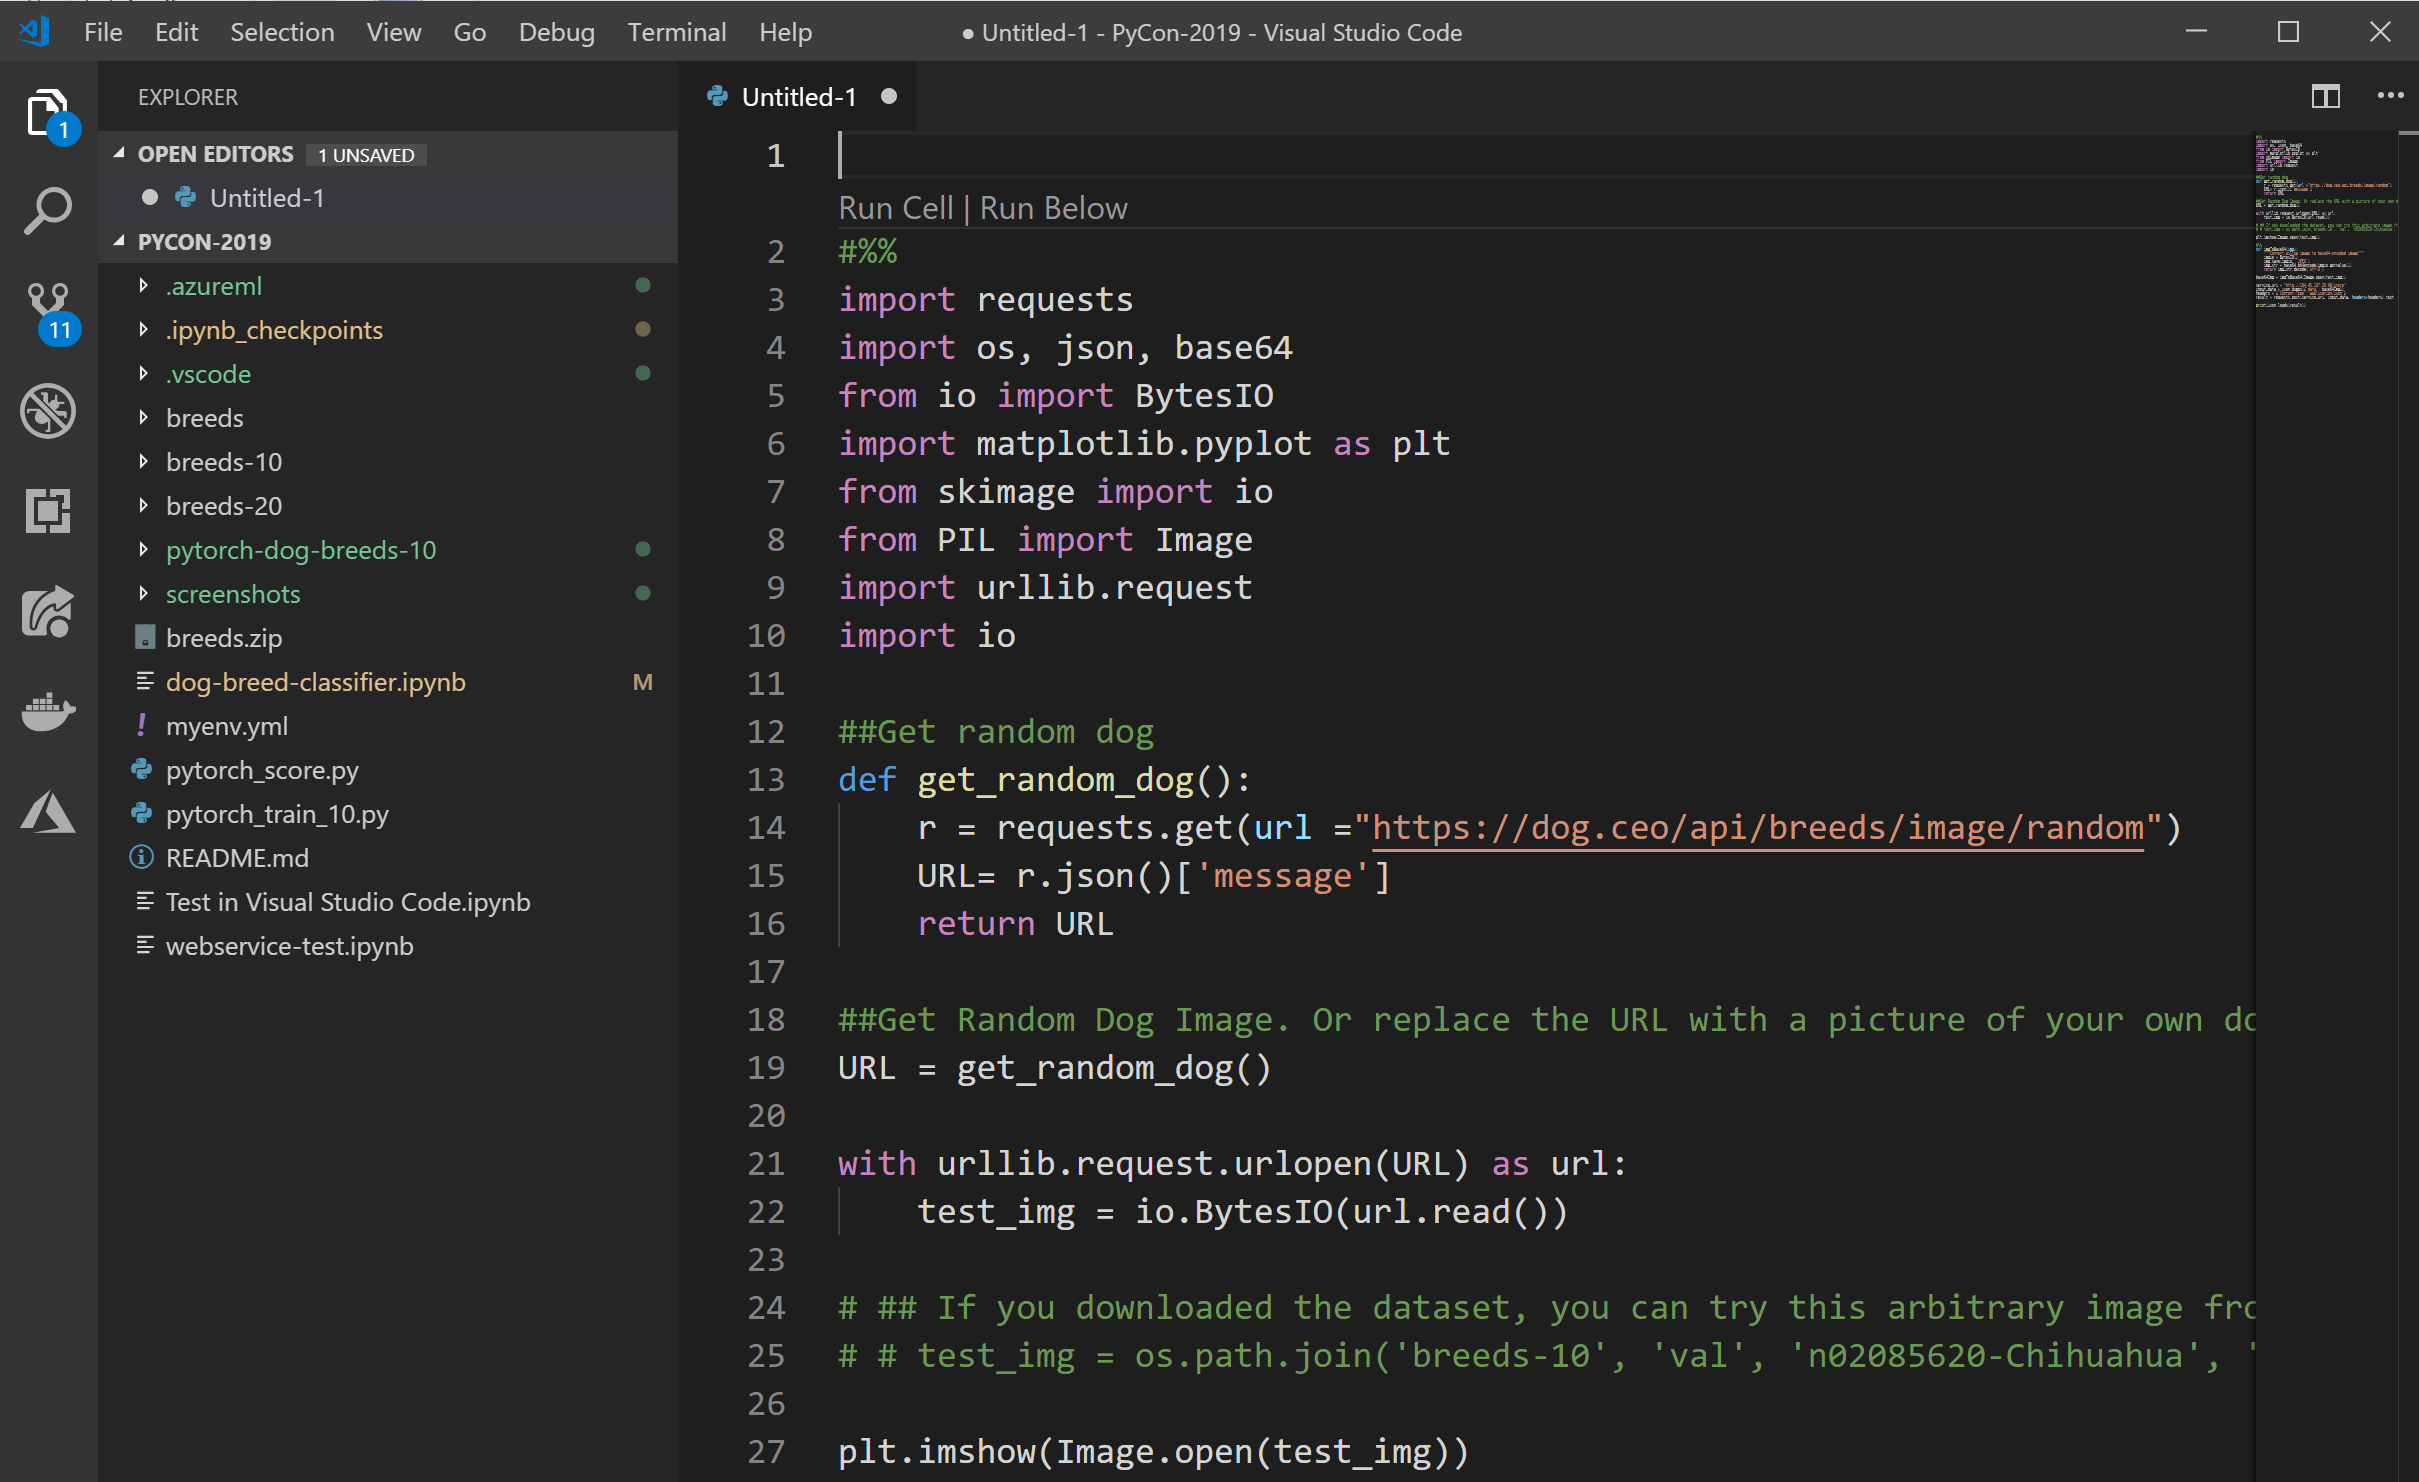 File Edit Selection View Go Debug Terminal Help
● Untitled-1 - PyCon-2019 - Visual Studio Code
1
11
EXPLORER
OPEN EDITORS 1 UNSAVED
Untitled-1
PYCON-2019
.azureml
.ipynb_checkpoints
.vscode
breeds
breeds-10
breeds-20
pytorch-dog-breeds-10
screenshots
breeds.zip
dog-breed-classifier.ipynb M
myenv.yml
pytorch_score.py
pytorch_train_10.py
README.md
Test in Visual Studio Code.ipynb
webservice-test.ipynb
Untitled-1
1
Run Cell | Run Below
2 #%%
3 import requests
4 import os, json, base64
5 from io import BytesIO
6 import matplotlib.pyplot as plt
7 from skimage import io
8 from PIL import Image
9 import urllib.request
10 import io
11
12 ##Get random dog
13 def get_random_dog():
14     r = requests.get(url ="https://dog.ceo/api/breeds/image/random")
15     URL= r.json()['message']
16     return URL
17
18 ##Get Random Dog Image. Or replace the URL with a picture of your own
19 URL = get_random_dog()
20
21 with urllib.request.urlopen(URL) as url:
22     test_img = io.BytesIO(url.read())
23
24 # ## If you downloaded the dataset, you can try this arbitrary image
25 # # test_img = os.path.join('breeds-10', 'val', 'n02085620-Chihuahua', '
26
27 plt.imshow(Image.open(test_img))